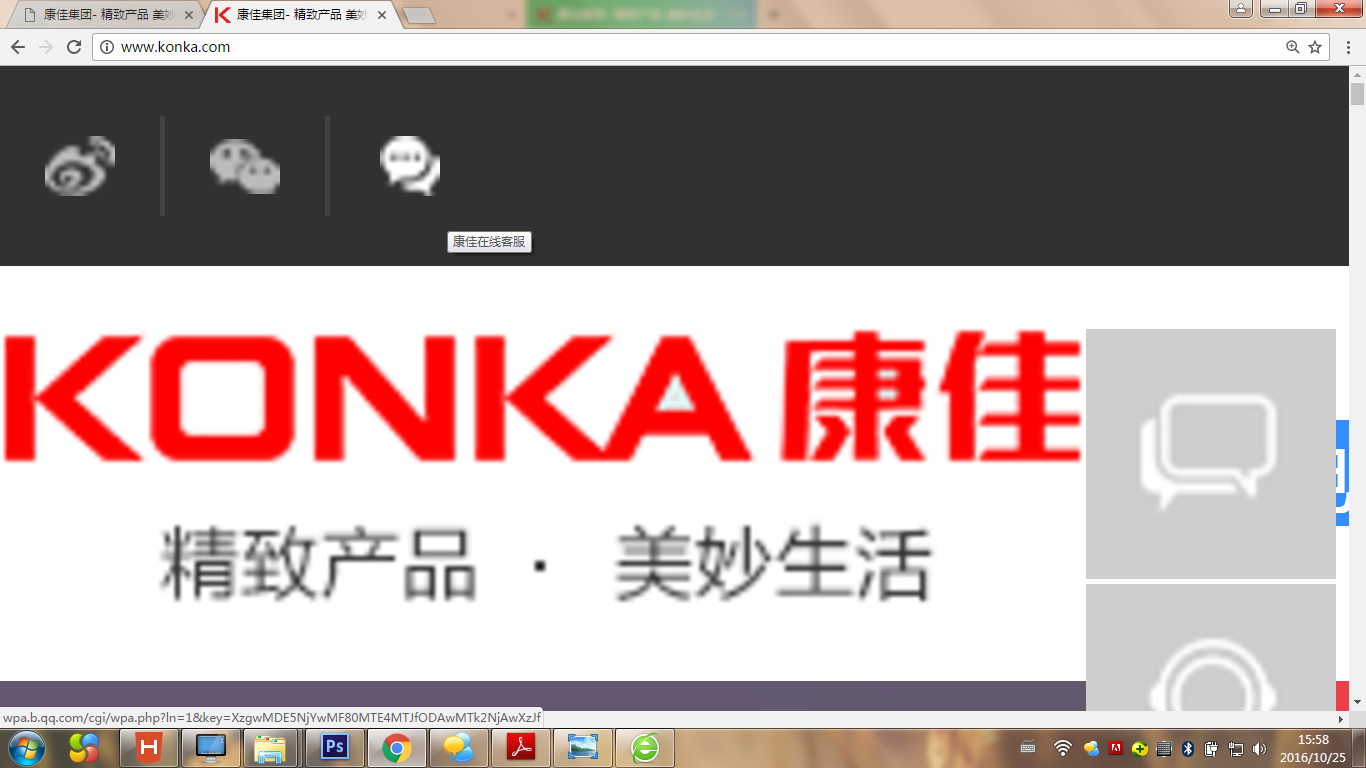 康佳集团- 精致产品 美妙
康佳集团- 精致产品 美妙
www.konka.com
康佳在线客服
KONKA 康佳
精致产品 · 美妙生活
wpa.b.qq.com/cgi/wpa.php?ln=1&key=XzgwMDE5NjYwMF80MTE4MTJfODAwMTk2NjAwXzJf
Ps
15:58
2016/10/25